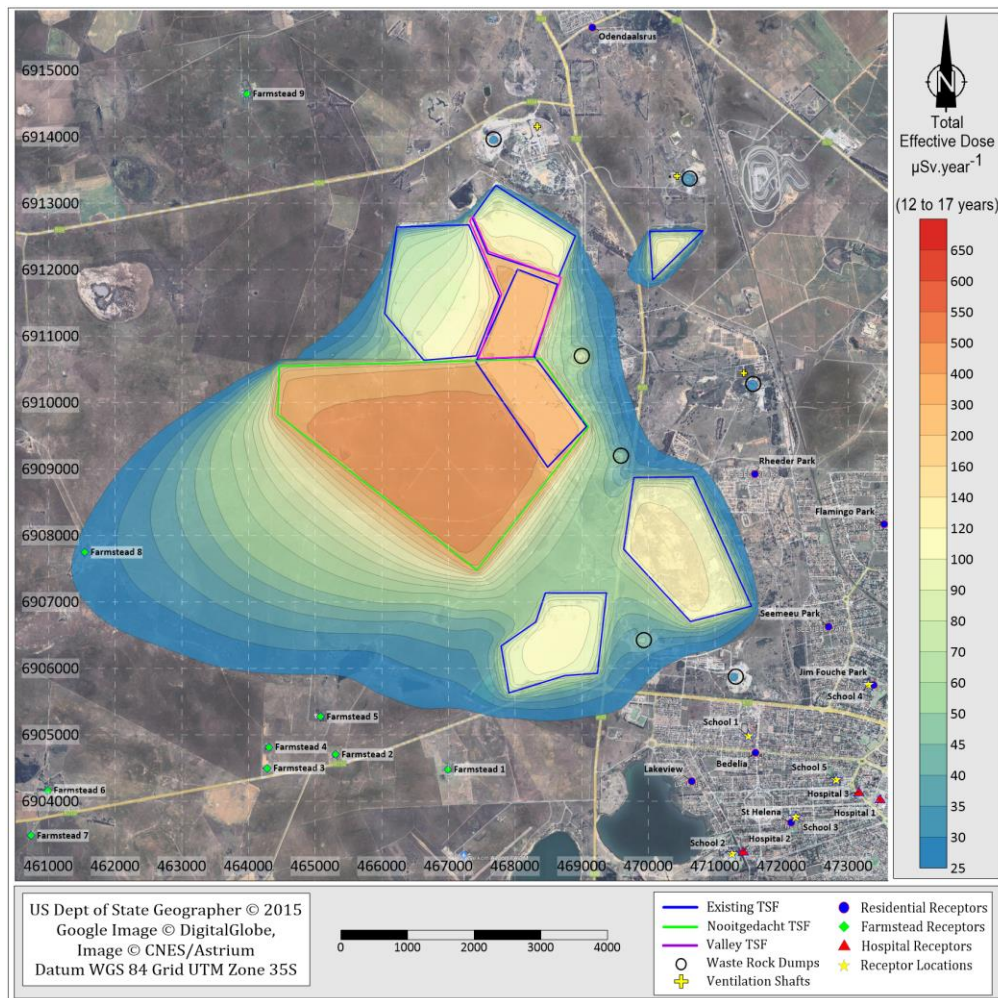 Odendaalsrus
6915000
Farmstead 9
6914000
6913000
6912000
6911000
6910000
6909000
Rheeder Park
Flamingo Park
6908000
Farmstead 8
6907000
Seemeeu Park
6906000
Jim Fouche Park
School 4
Farmstead 5
6905000
School 1
Farmstead 4
Farmstead 2
Bedelia
School 5
Farmstead 3
Farmstead 1
Lakeview
Hospital 3
Farmstead 6
6904000
St Helena
Hospital 1
School 3
Farmstead 7
Hospital 2
School 2
461000 462000 463000 464000 465000 466000 467000 468000 469000 470000 471000 472000 473000
N
Total
Effective Dose
µSv.year-1
(12 to 17 years)
650
600
550
500
400
300
200
160
140
120
100
90
80
70
60
50
45
40
35
30
25
US Dept of State Geographer © 2015
Google Image © DigitalGlobe,
Image © CNES/Astrium
Datum WGS 84 Grid UTM Zone 35S
0 1000 2000 3000 4000
Existing TSF
Nooitgedacht TSF
Valley TSF
Waste Rock Dumps
Ventilation Shafts
Residential Receptors
Farmstead Receptors
Hospital Receptors
Receptor Locations